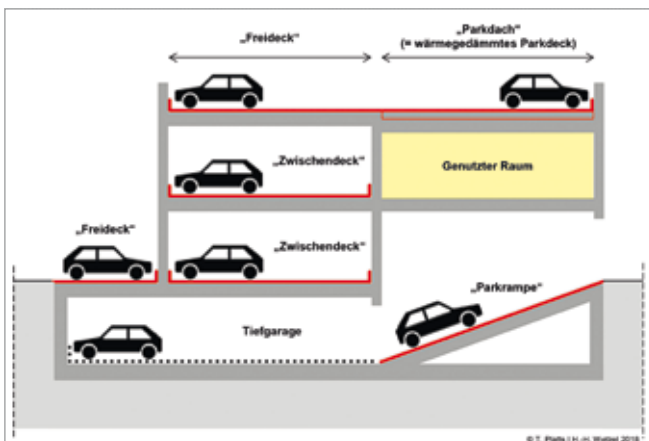 „Freideck“
„Parkdach“
(= wärmegedämmtes Parkdeck)
„Zwischendeck“
Genutzter Raum
„Freideck“
„Zwischendeck“
„Parkrampe“
Tiefgarage